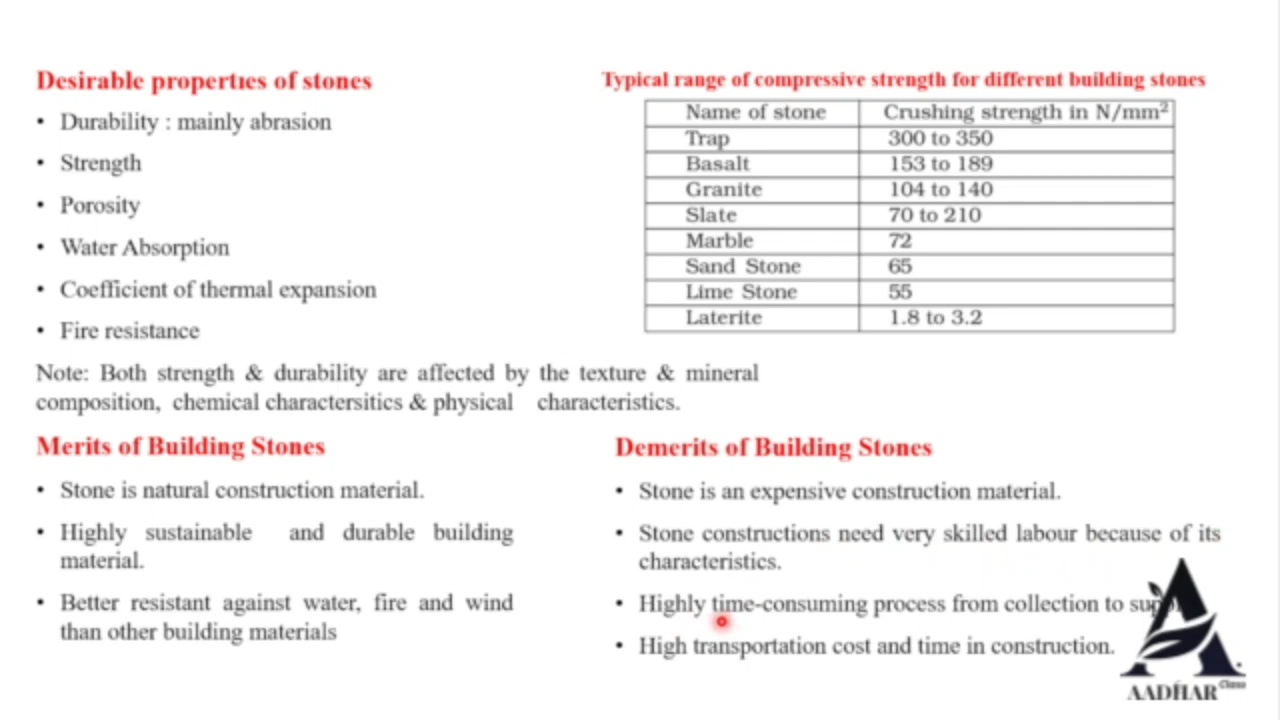 Desirable properties of stones
• Durability : mainly abrasion
• Strength
• Porosity
• Water Absorption
• Coefficient of thermal expansion
• Fire resistance
Typical range of compressive strength for different building stones
Name of stone Crushing strength in N/mm²
Trap 300 to 350
Basalt 153 to 189
Granite 104 to 140
Slate 70 to 210
Marble 72
Sand Stone 65
Lime Stone 55
Laterite 1.8 to 3.2
Note: Both strength & durability are affected by the texture & mineral
composition, chemical charactersitics & physical characteristics.
Merits of Building Stones
• Stone is natural construction material.
• Highly sustainable and durable building
material.
• Better resistant against water, fire and wind
than other building materials
Demerits of Building Stones
• Stone is an expensive construction material.
• Stone constructions need very skilled labour because of its
characteristics.
• Highly time-consuming process from collection to
• High transportation cost and time in construction.
AADHAR Class